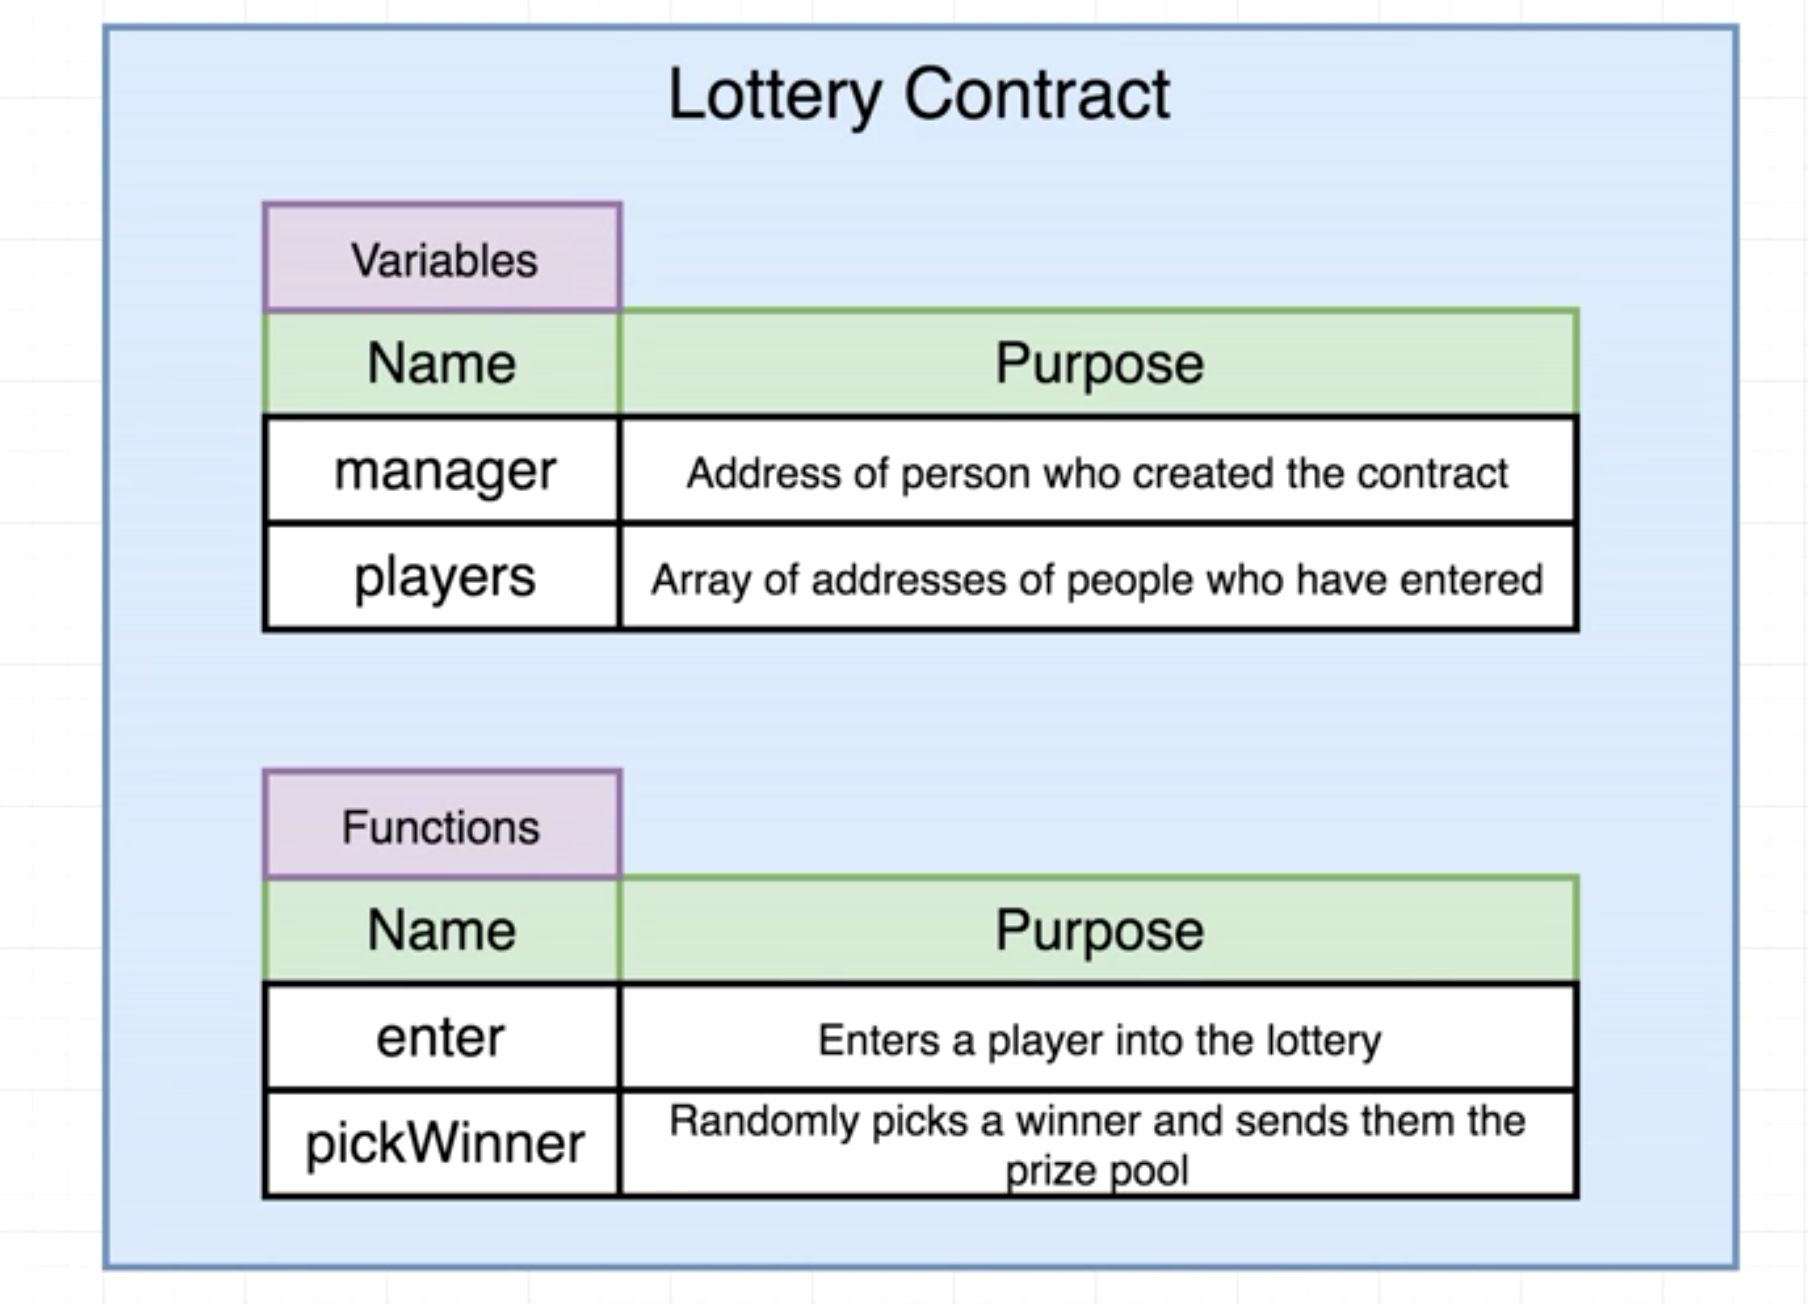 Lottery Contract
Variables
Name Purpose
manager Address of person who created the contract
players Array of addresses of people who have entered
Functions
Name Purpose
enter Enters a player into the lottery
pickWinner Randomly picks a winner and sends them the
prize pool